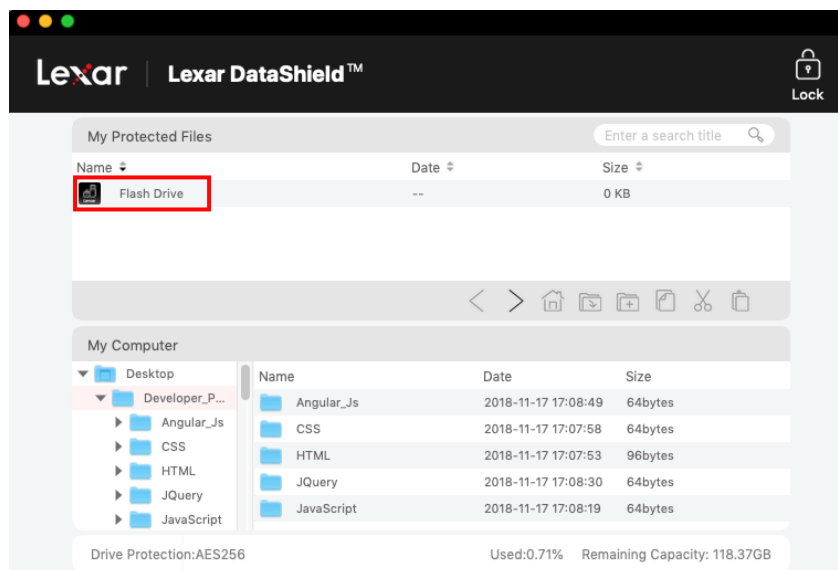 Lexar | Lexar DataShield™
Lock
My Protected Files Enter a search title
Name Date Size
Flash Drive -- 0 KB
My Computer
Desktop
Developer_P...
Angular_Js
CSS
HTML
JQuery
JavaScript
Name Date Size
Angular_Js 2018-11-17 17:08:49 64bytes
CSS 2018-11-17 17:07:58 64bytes
HTML 2018-11-17 17:07:53 96bytes
JQuery 2018-11-17 17:08:30 64bytes
JavaScript 2018-11-17 17:08:19 64bytes
Drive Protection:AES256 Used:0.71% Remaining Capacity: 118.37GB